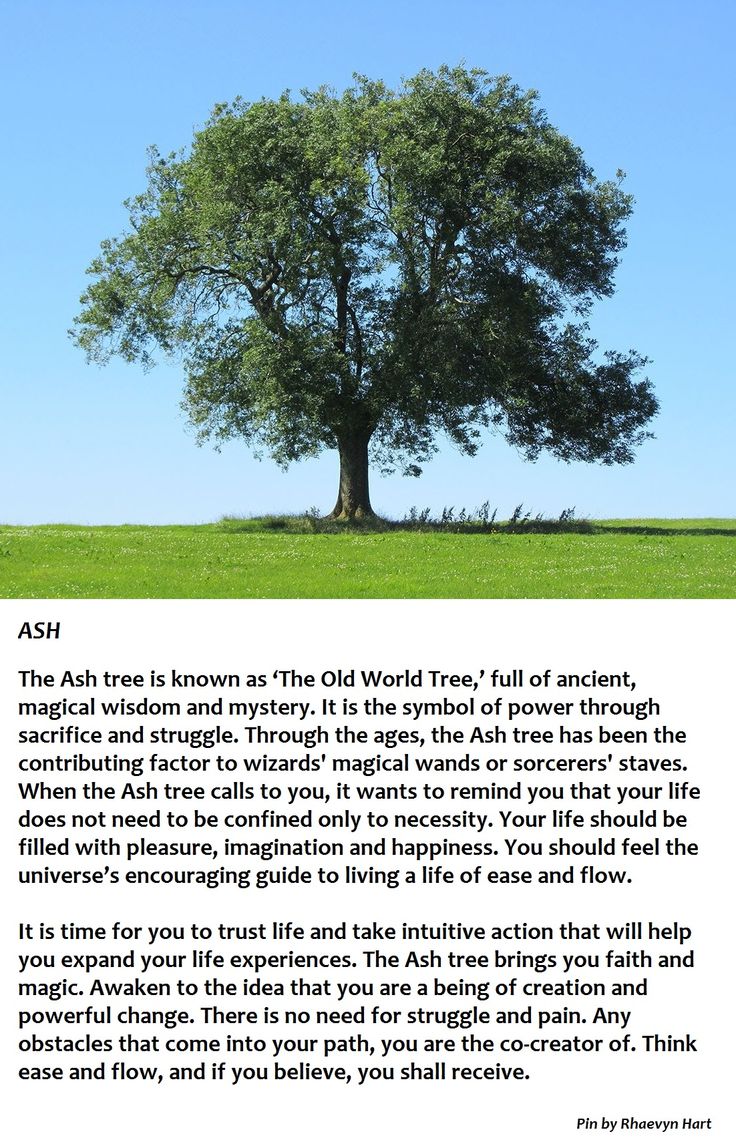 ASH
The Ash tree is known as ‘The Old World Tree,’ full of ancient,
magical wisdom and mystery. It is the symbol of power through
sacrifice and struggle. Through the ages, the Ash tree has been the
contributing factor to wizards' magical wands or sorcerers' staves.
When the Ash tree calls to you, it wants to remind you that your life
does not need to be confined only to necessity. Your life should be
filled with pleasure, imagination and happiness. You should feel the
universe’s encouraging guide to living a life of ease and flow.
It is time for you to trust life and take intuitive action that will help
you expand your life experiences. The Ash tree brings you faith and
magic. Awaken to the idea that you are a being of creation and
powerful change. There is no need for struggle and pain. Any
obstacles that come into your path, you are the co-creator of. Think
ease and flow, and if you believe, you shall receive.
Pin by Rhaevyn Hart